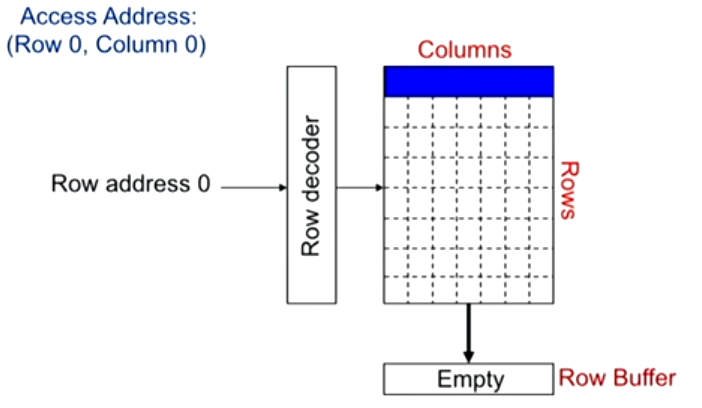 Access Address:
(Row 0, Column 0)
Columns
Row decoder
Row address 0
Rows
Empty
Row Buffer